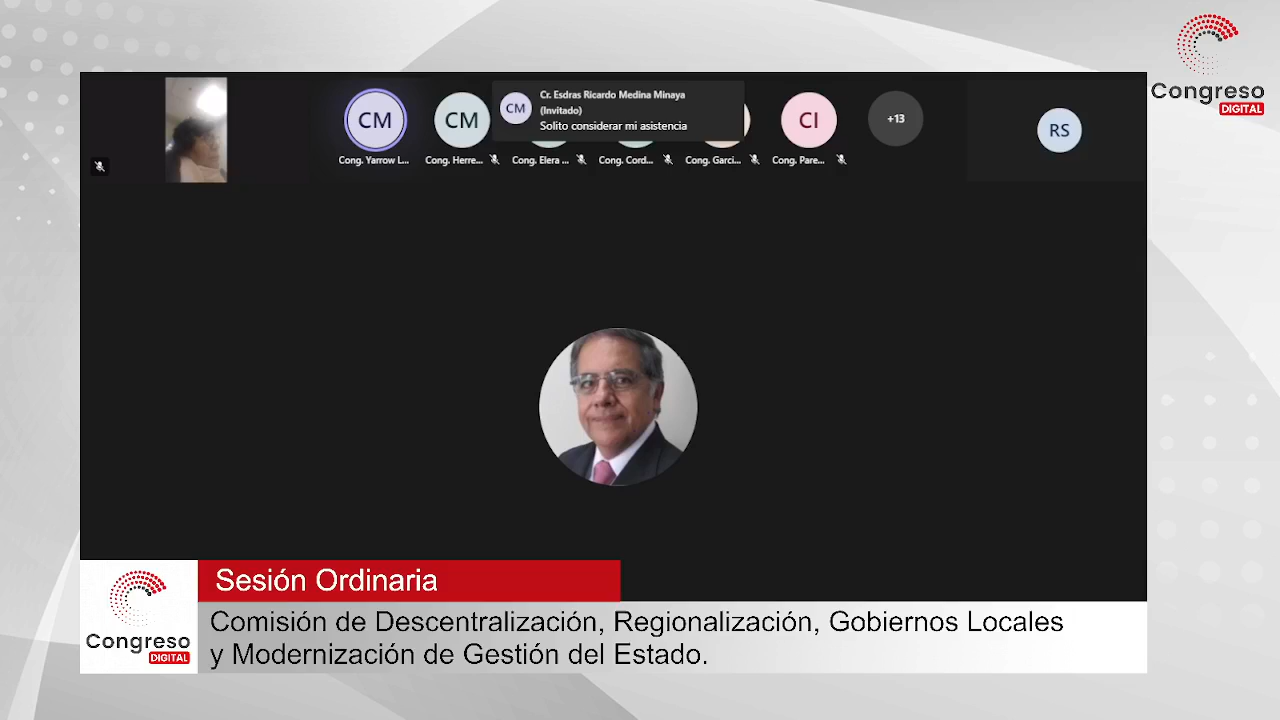 Congreso
DIGITAL
CM
Cr. Esdras Ricardo Medina Minaya
(Invitado)
Solito considerar mi asistencia
CM
CM
CI
+13
RS
Cong. Yarrow L...
Cong. Herre...
Cong. Elera ...
Cong. Cord...
Cong. Garci...
Cong. Pare...
Congreso
DIGITAL
Sesión Ordinaria
Comisión de Descentralización, Regionalización, Gobiernos Locales
y Modernización de Gestión del Estado.